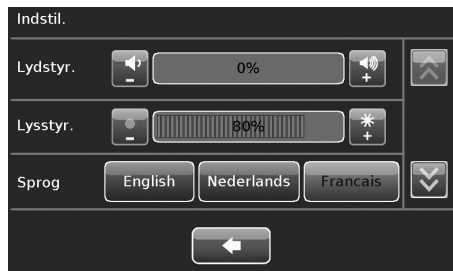 Indstil.
Lydstyr. 0%
Lysstyr. 80%
Sprog English Nederlands Francais